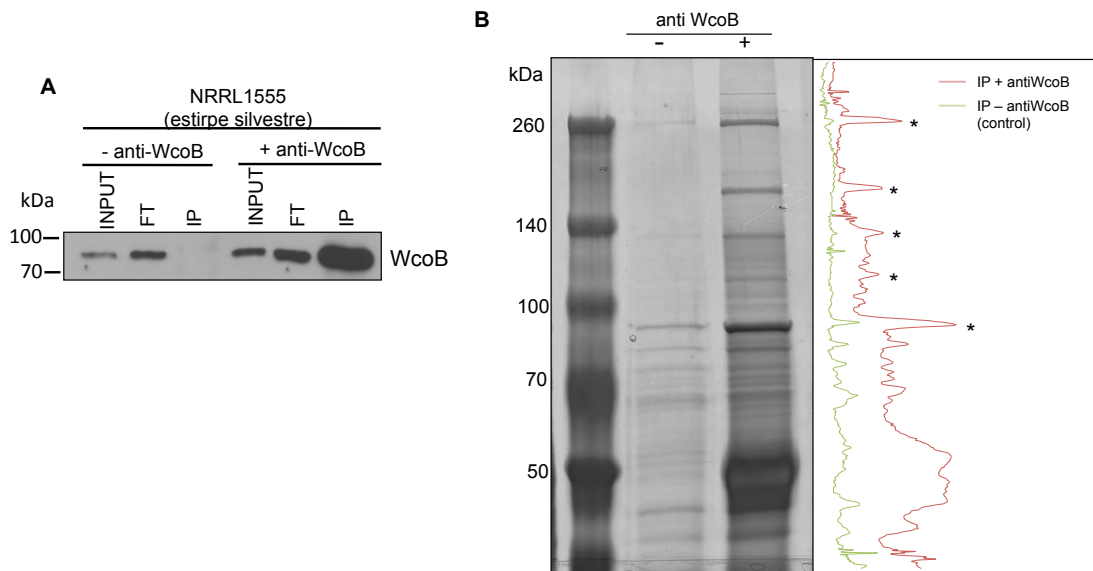 A
NRRL1555
(estirpe silvestre)
- anti-WcoB
+ anti-WcoB
kDa
INPUT
FT
IP
INPUT
FT
IP
100
70
WcoB
B
anti WcoB
-
+
kDa
260
140
100
70
50
IP + antiWcoB
IP – antiWcoB
(control)
*
*
*
*
*